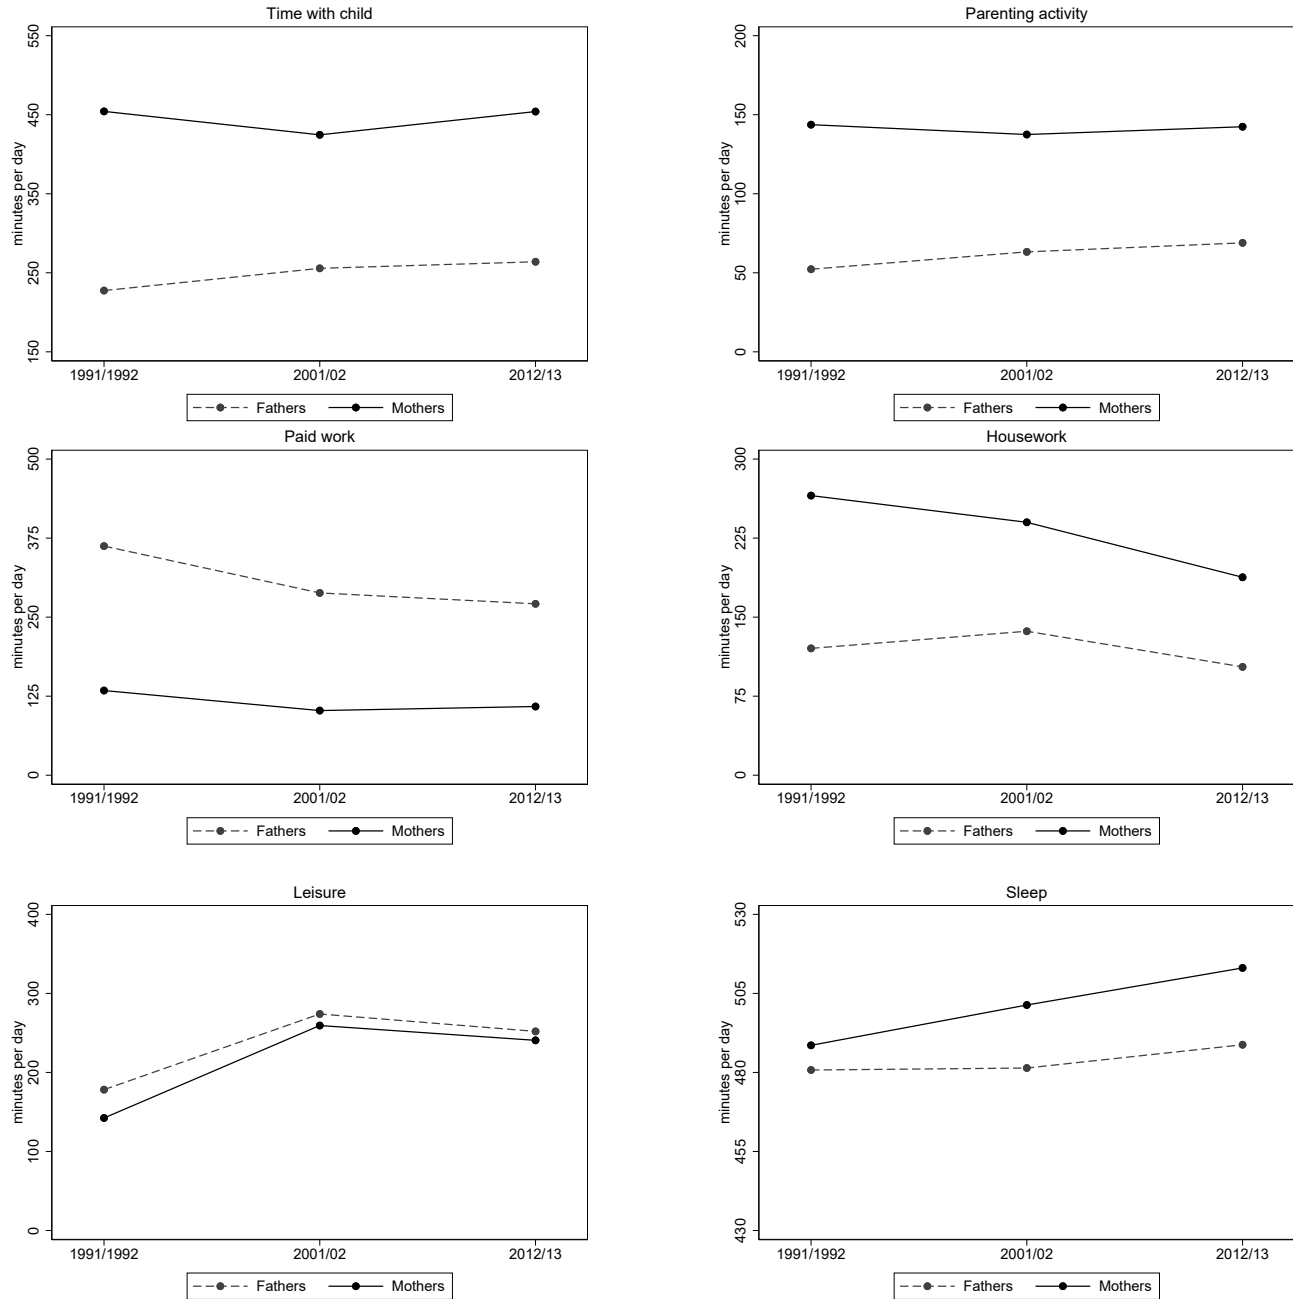 Time with child
550
450
350
250
150
minutes per day
1991/1992 2001/02 2012/13
Fathers Mothers
Parenting activity
200
150
100
50
0
minutes per day
1991/1992 2001/02 2012/13
Fathers Mothers
Paid work
500
375
250
125
0
minutes per day
1991/1992 2001/02 2012/13
Fathers Mothers
Housework
300
225
150
75
0
minutes per day
1991/1992 2001/02 2012/13
Fathers Mothers
Leisure
400
300
200
100
0
minutes per day
1991/1992 2001/02 2012/13
Fathers Mothers
Sleep
530
505
480
455
430
minutes per day
1991/1992 2001/02 2012/13
Fathers Mothers